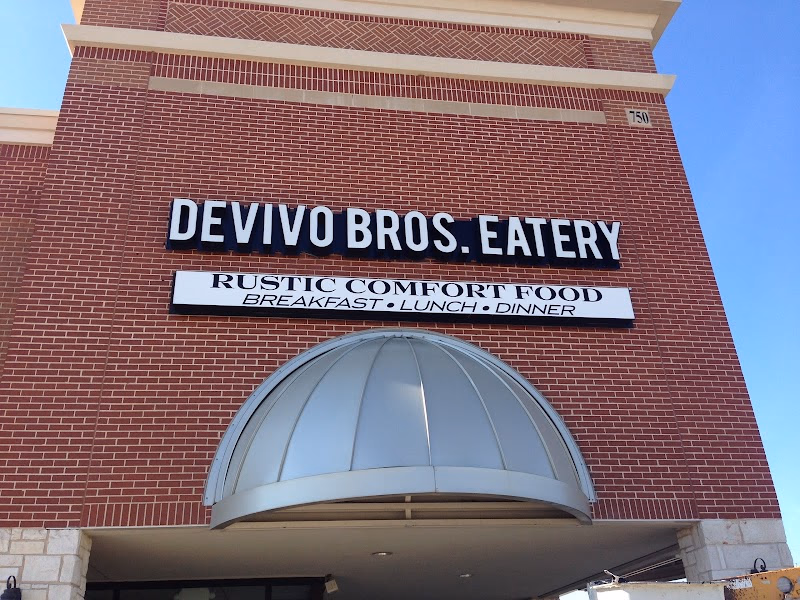 750
DEVIVO BROS. EATERY
RUSTIC COMFORT FOOD
BREAKFAST • LUNCH • DINNER